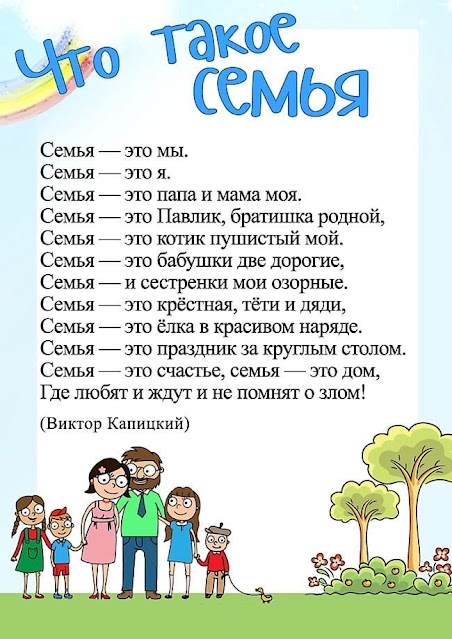 Что такое
семья
Семья — это мы.
Семья — это я.
Семья — это папа и мама моя.
Семья — это Павлик, братишка родной,
Семья — это котик пушистый мой.
Семья — это бабушки две дорогие,
Семья — и сестренки мои озорные.
Семья — это крёстная, тёти и дяди,
Семья — это ёлка в красивом наряде.
Семья — это праздник за круглым столом.
Семья — это счастье, семья — это дом,
Где любят и ждут и не помнят о злом!
(Виктор Капицкий)